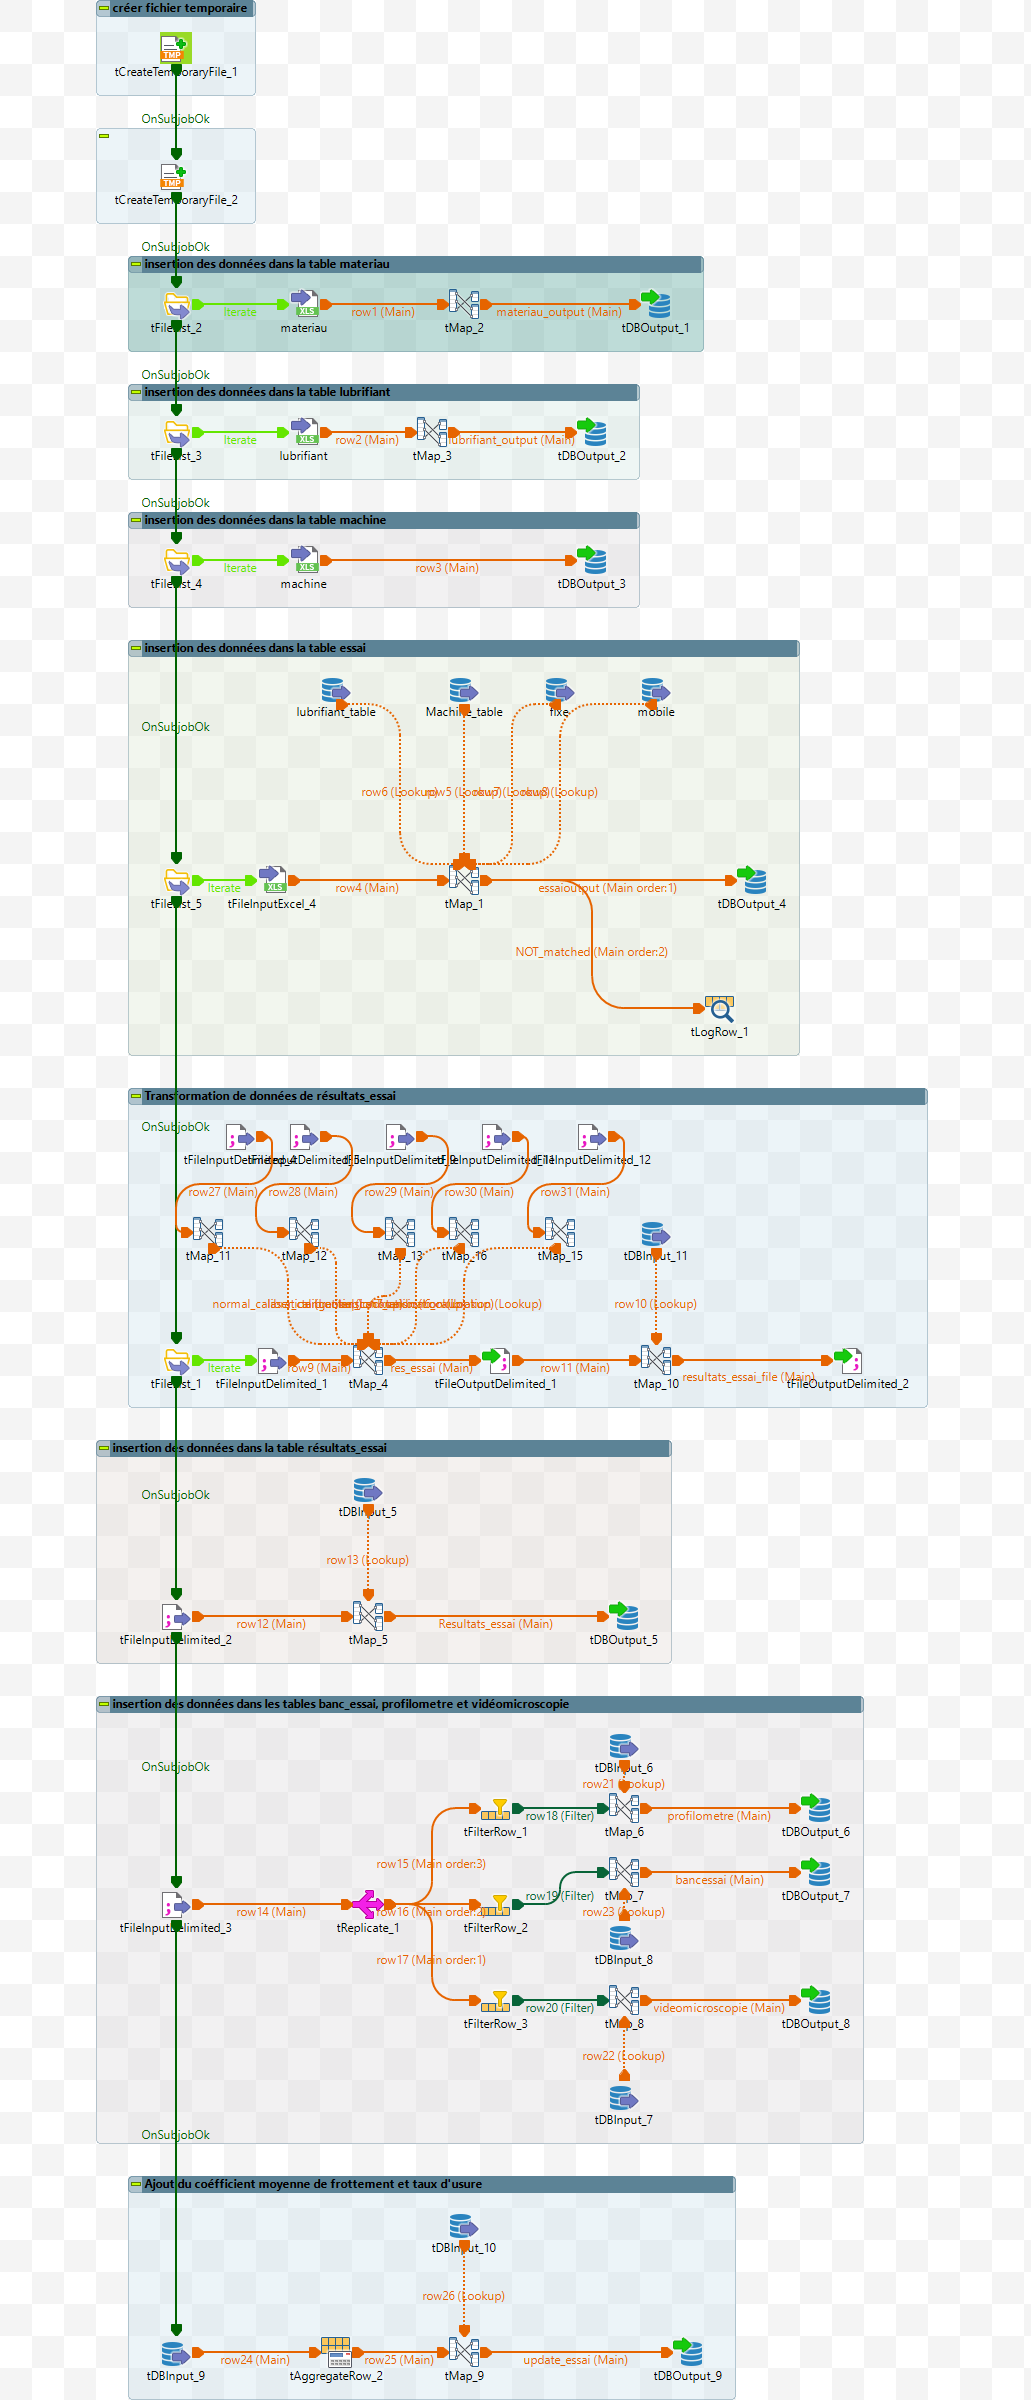 créer fichier temporaire
tCreateTemporaryFile_1
OnSubjobOk
tCreateTemporaryFile_2
OnSubjobOk
insertion des données dans la table materiau
Iterate
row1 (Main)
materiau_output (Main)
tFileList_2
materiau
tMap_2
tDBOutput_1
OnSubjobOk
insertion des données dans la table lubrifiant
Iterate
row2 (Main)
lubrifiant_output (Main)
tFileList_3
lubrifiant
tMap_3
tDBOutput_2
OnSubjobOk
insertion des données dans la table machine
Iterate
row3 (Main)
tFileList_4
machine
tDBOutput_3
insertion des données dans la table essai
lubrifiant_table
Machine_table
fixe
mobile
OnSubjobOk
row6 (Lookup)
row5 (Lookup)
row7 (Lookup)
row8 (Lookup)
Iterate
row4 (Main)
essaioutput (Main order:1)
tFileList_5
tFileInputExcel_4
tMap_1
tDBOutput_4
NOT_matched (Main order:2)
tLogRow_1
Transformation de données de résultats_essai
OnSubjobOk
tFileInputDelimited_4
tFileInputDelimited_9
tFileInputDelimited_11
tFileInputDelimited_12
row27 (Main)
row28 (Main)
row29 (Main)
row30 (Main)
row31 (Main)
tMap_11
tMap_12
tMap_13
tMap_16
tMap_15
tDBInput_11
(Lookup)
row10 (Lookup)
Iterate
row9 (Main)
res_essai (Main)
row11 (Main)
resultats_essai_file (Main)
tFileList_1
tFileInputDelimited_1
tMap_4
tFileOutputDelimited_1
tMap_10
tFileOutputDelimited_2
insertion des données dans la table résultats_essai
OnSubjobOk
tDBInput_5
row13 (Lookup)
row12 (Main)
Resultats_essai (Main)
tFileInputDelimited_2
tMap_5
tDBOutput_5
insertion des données dans les tables banc_essai, profilometre et vidéomicroscopie
OnSubjobOk
tDBInput_6
row21 (Lookup)
row18 (Filter)
profilometre (Main)
tFilterRow_1
tMap_6
tDBOutput_6
row15 (Main order:3)
bancessai (Main)
row19 (Filter)
tMap_7
tDBOutput_7
row14 (Main)
row16 (Main order:2)
row23 (Lookup)
tFileInputDelimited_3
tReplicate_1
tFilterRow_2
row17 (Main order:1)
tDBInput_8
row20 (Filter)
videomicroscopie (Main)
tFilterRow_3
tMap_8
tDBOutput_8
row22 (Lookup)
tDBInput_7
OnSubjobOk
Ajout du coéfficient moyenne de frottement et taux d'usure
tDBInput_10
row26 (Lookup)
row24 (Main)
row25 (Main)
update_essai (Main)
tDBInput_9
tAggregateRow_2
tMap_9
tDBOutput_9